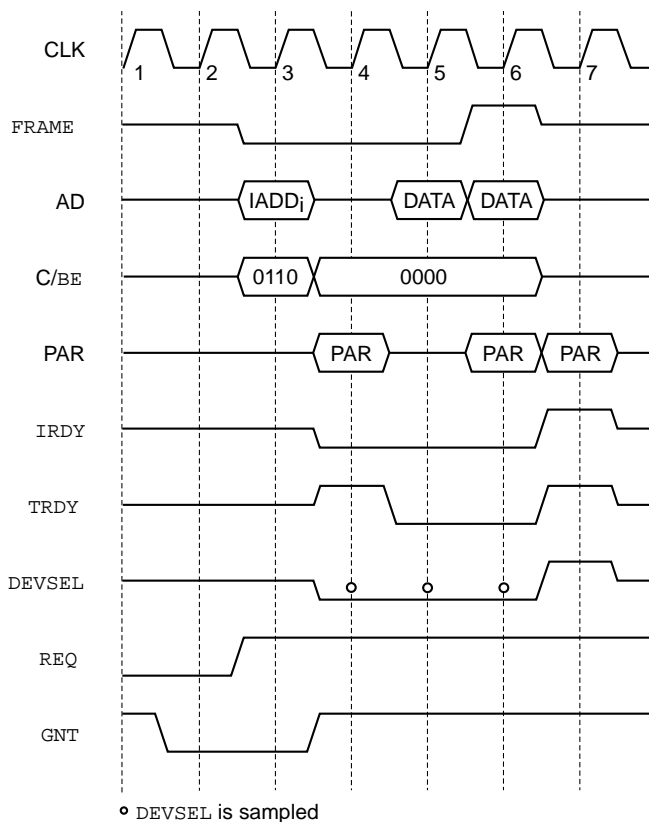 CLK
1 2 3 4 5 6 7
FRAME
AD IADDi DATA DATA
C/BE 0110 0000
PAR PAR PAR PAR
IRDY
TRDY
DEVSEL
REQ
GNT
DEVSEL is sampled